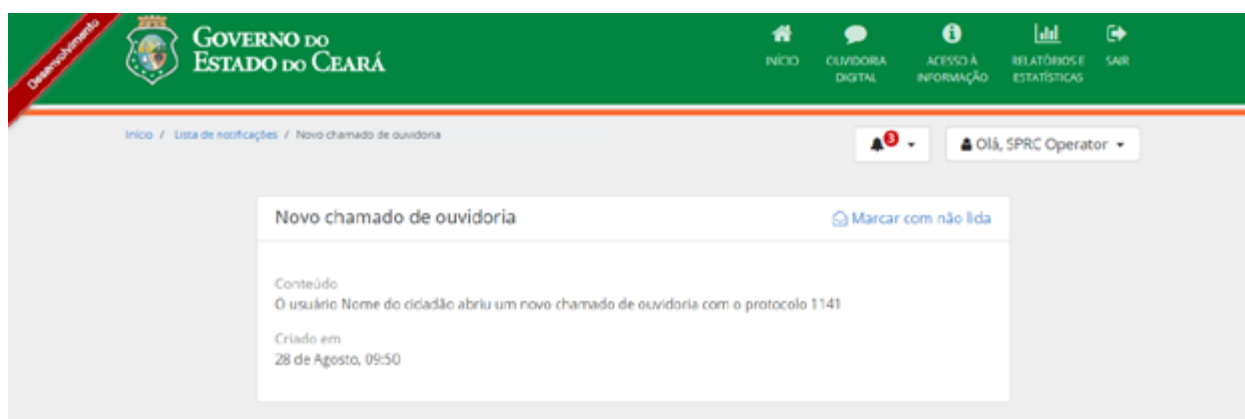 Desenvolvimento
GOVERNO DO
ESTADO DO CEARÁ
INÍCIO
OUVIDORIA
DIGITAL
ACESSO À
INFORMAÇÃO
RELATÓRIOS E
ESTATÍSTICAS
SAIR
Início / Lista de notificações / Novo chamado de ouvidoria
3
Olá, SPRC Operator
Novo chamado de ouvidoria
Marcar com não lida
Conteúdo
O usuário Nome do cidadão abriu um novo chamado de ouvidoria com o protocolo 1141
Criado em
28 de Agosto, 09:50